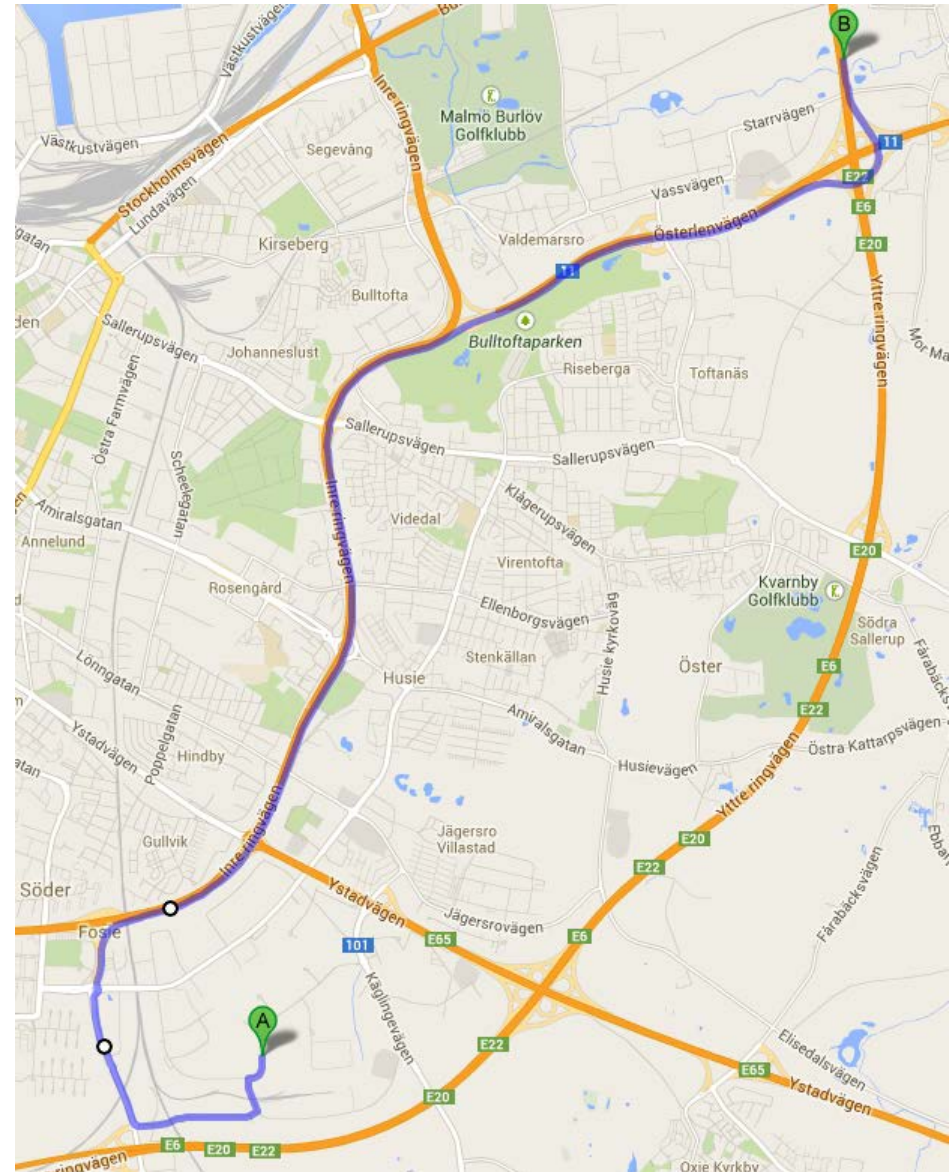 Västkustvägen
B
Malmö Burlöv
Golfklubb
Inre ringvägen
Västkustvägen
Starrvägen
Segevång
11
Stockholmsvägen
Lundavägen
E22
Vassvägen
E6
Kirseberg
Valdemarsro
Österlenvägen
E20
11
Bulltofta
Yttre ringvägen
Sallerupsvägen
Bulltoftaparken
Johanneslust
Riseberga
Toftanäs
Östra Farmvägen
Sallerupsvägen
Sallerupsvägen
Scheelegatan
Inre ringvägen
Klågerupsvägen
Amiralsgatan
Videdal
Annelund
E20
Virentofta
Rosengård
Kvarnby
Golfklubb
Ellenborgsvägen
Husie kyrkoväg
Södra
Sallerup
Stenkällan
Öster
E6
Husie
Lönngatan
E22
Amiralsgatan
Poppelgatan
Ystadvägen
Hindby
Husievägen
Östra Kattarpsvägen
Yttre ringvägen
Inre ringvägen
Gullvik
Jägersro
Villastad
E20
E22
Söder
Ystadvägen
Jägersrovägen
Fårabäcksvägen
Fosie
E65
E6
101
Käglingevägen
A
E22
Elisedalsvägen
E65
E20
Ystadvägen
E6
E20
E22
Oxie Kyrkby